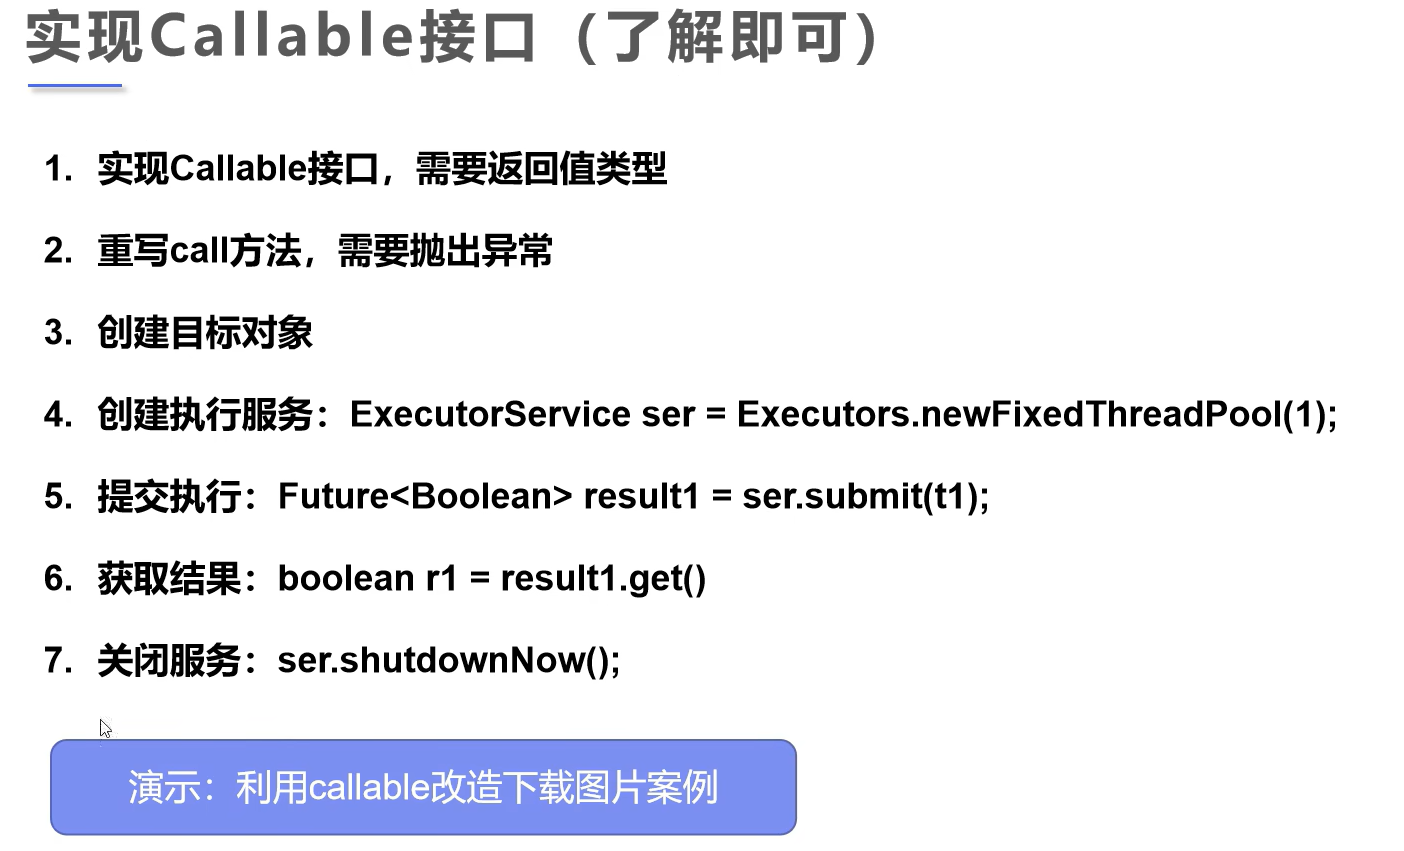 实现Callable接口（了解即可）
1. 实现Callable接口，需要返回值类型
2. 重写call方法，需要抛出异常
3. 创建目标对象
4. 创建执行服务：ExecutorService ser = Executors.newFixedThreadPool(1);
5. 提交执行：Future<Boolean> result1 = ser.submit(t1);
6. 获取结果：boolean r1 = result1.get()
7. 关闭服务：ser.shutdownNow();
演示：利用callable改造下载图片案例